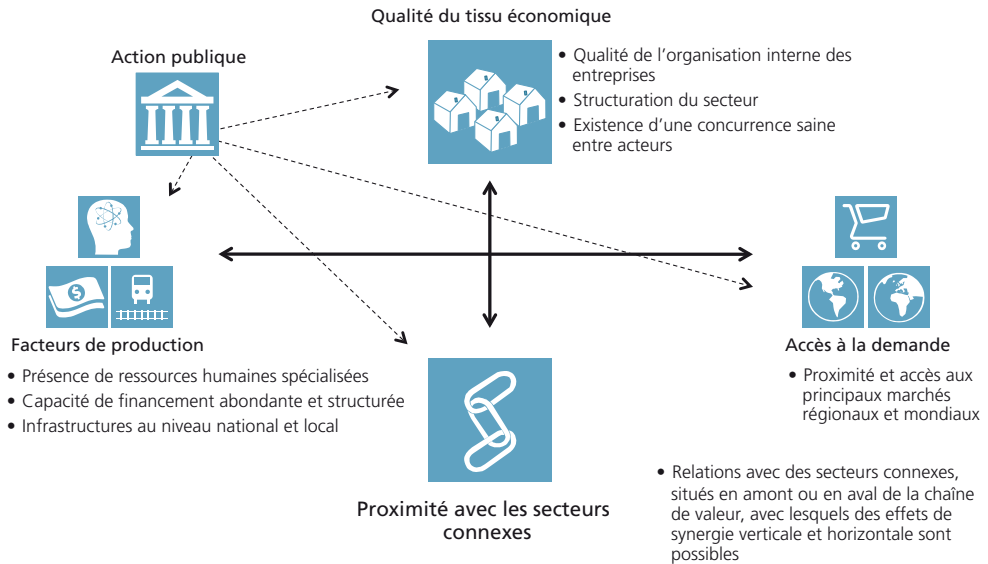 Qualité du tissu économique
• Qualité de l'organisation interne des
entreprises
• Structuration du secteur
• Existence d'une concurrence saine
entre acteurs
Action publique
$
Facteurs de production
• Présence de ressources humaines spécialisées
• Capacité de financement abondante et structurée
• Infrastructures au niveau national et local
Accès à la demande
• Proximité et accès aux
principaux marchés
régionaux et mondiaux
Proximité avec les secteurs
connexes
• Relations avec des secteurs connexes,
situés en amont ou en aval de la chaîne
de valeur, avec lesquels des effets de
synergie verticale et horizontale sont
possibles